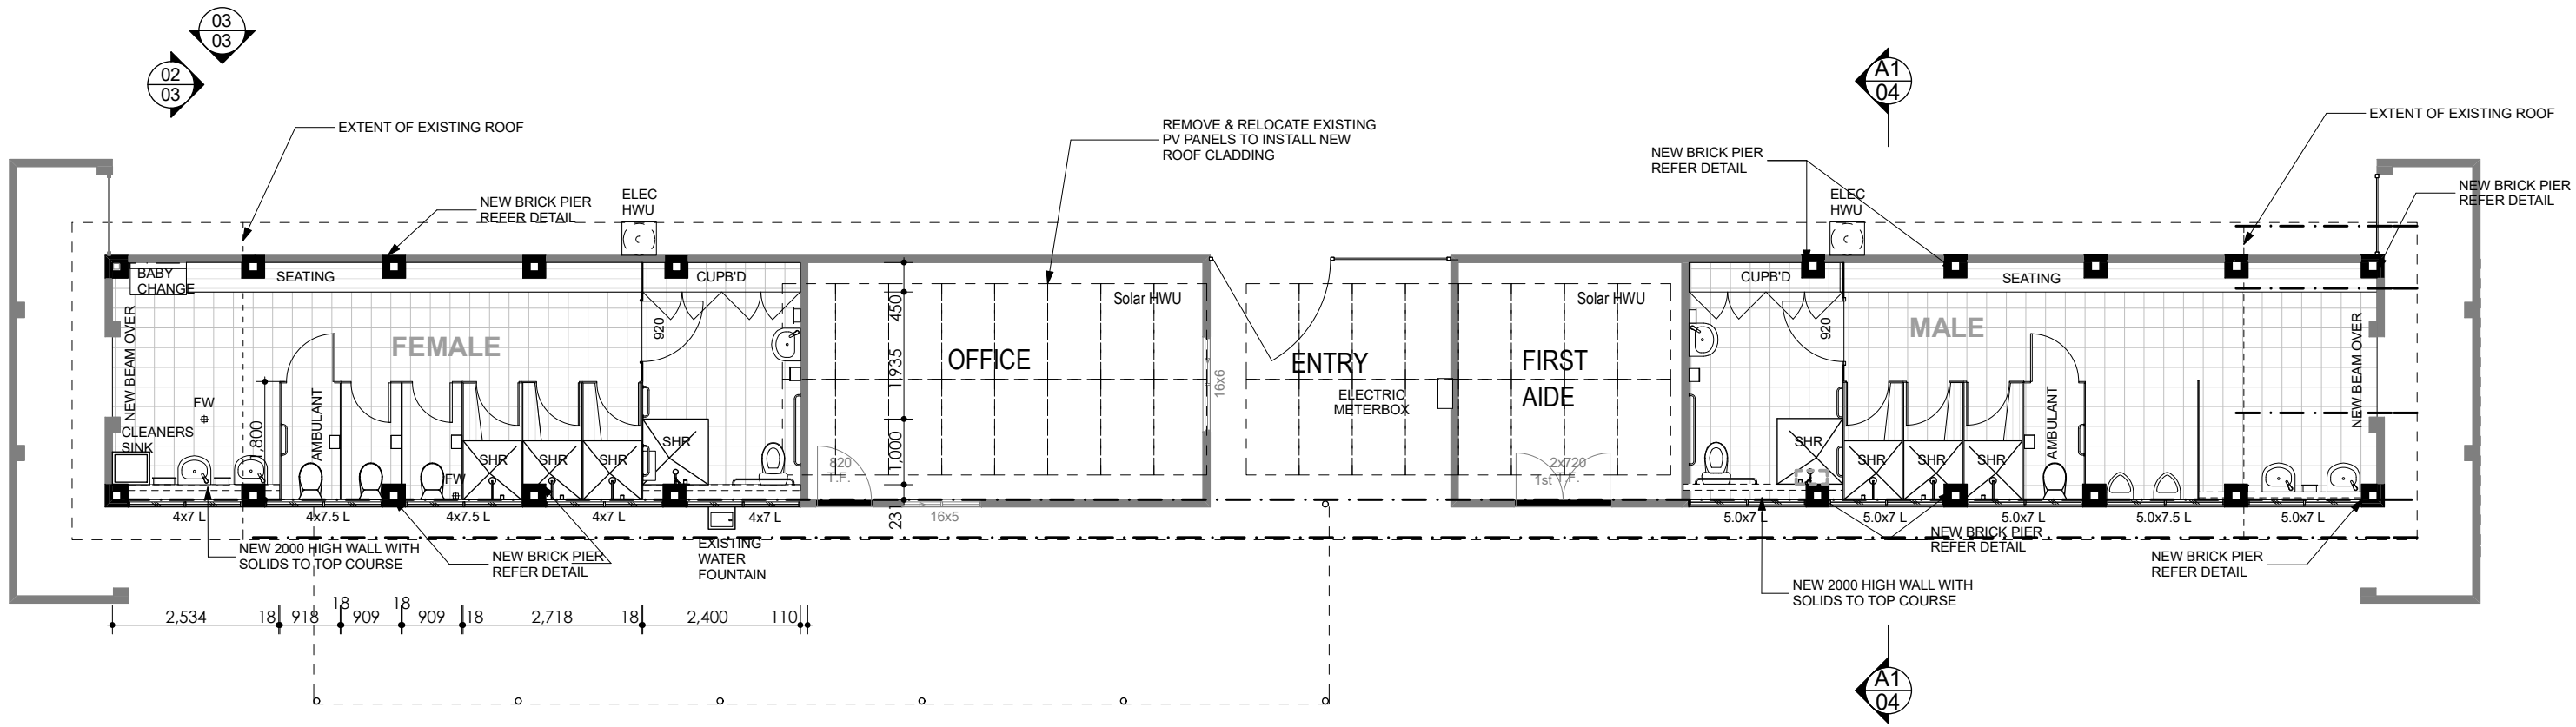 03
03
02
03
A1
04
EXTENT OF EXISTING ROOF
REMOVE & RELOCATE EXISTING
PV PANELS TO INSTALL NEW
ROOF CLADDING
EXTENT OF EXISTING ROOF
NEW BRICK PIER
REFER DETAIL
NEW BRICK PIER
REFER DETAIL
ELEC
HWU
ELEC
HWU
NEW BRICK PIER
REFER DETAIL
BABY
CHANGE
SEATING
CUPB'D
Solar HWU
Solar HWU
CUPB'D
SEATING
NEW BEAM OVER
FEMALE
920
450
1,935
1,000
231
OFFICE
16x6
ENTRY
ELECTRIC
METERBOX
FIRST
AIDE
920
MALE
NEW BEAM OVER
FW
CLEANERS
SINK
1,800
AMBULANT
FW
SHR
SHR
SHR
SHR
820
T.F.
2x720
1st T.F.
SHR
SHR
SHR
SHR
AMBULANT
4x7 L
4x7.5 L
4x7.5 L
4x7 L
4x7 L
16x5
5.0x7 L
5.0x7 L
5.0x7 L
5.0x7.5 L
5.0x7 L
NEW 2000 HIGH WALL WITH
SOLIDS TO TOP COURSE
NEW BRICK PIER
REFER DETAIL
EXISTING
WATER
FOUNTAIN
NEW BRICK PIER
REFER DETAIL
NEW BRICK PIER
REFER DETAIL
NEW 2000 HIGH WALL WITH
SOLIDS TO TOP COURSE
2,534
18
918
18
909
18
909
18
2,718
18
2,400
110
A1
04